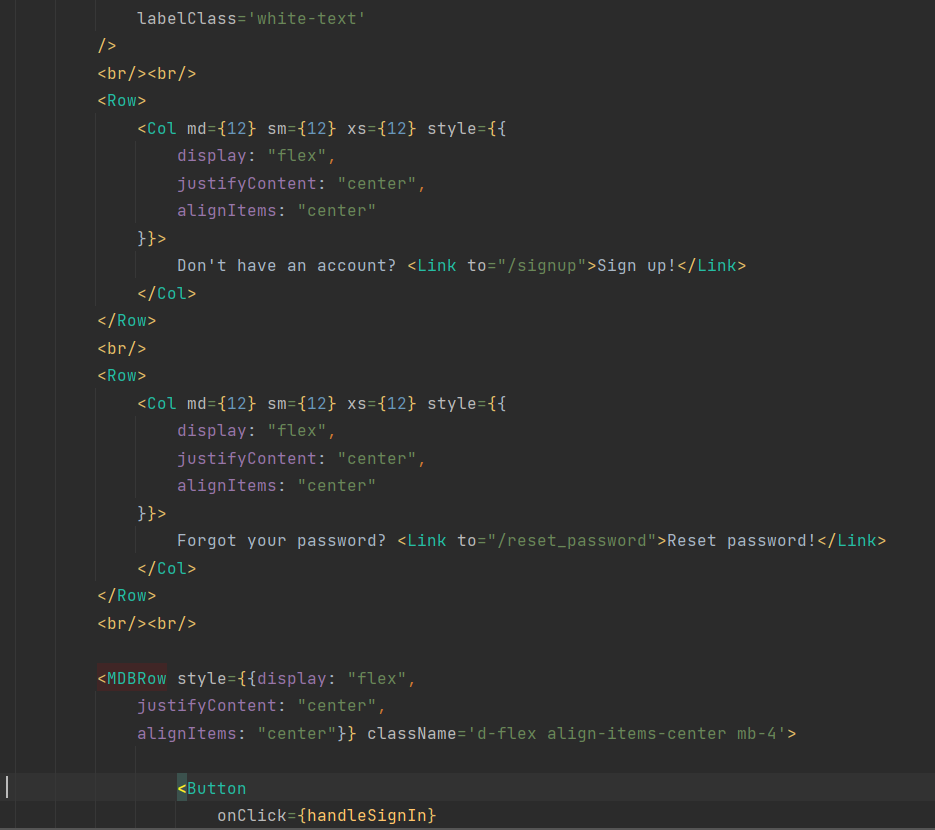 labelClass='white-text'
/>
<br/><br/>
<Row>
<Col md={12} sm={12} xs={12} style={{
display: "flex",
justifyContent: "center",
alignItems: "center"
}}>
Don't have an account? <Link to="/signup">Sign up!</Link>
</Col>
</Row>
<br/>
<Row>
<Col md={12} sm={12} xs={12} style={{
display: "flex",
justifyContent: "center",
alignItems: "center"
}}>
Forgot your password? <Link to="/reset_password">Reset password!</Link>
</Col>
</Row>
<br/><br/>
<MDBRow style={{display: "flex",
justifyContent: "center",
alignItems: "center"}} className='d-flex align-items-center mb-4'>
<Button
onClick={handleSignIn}